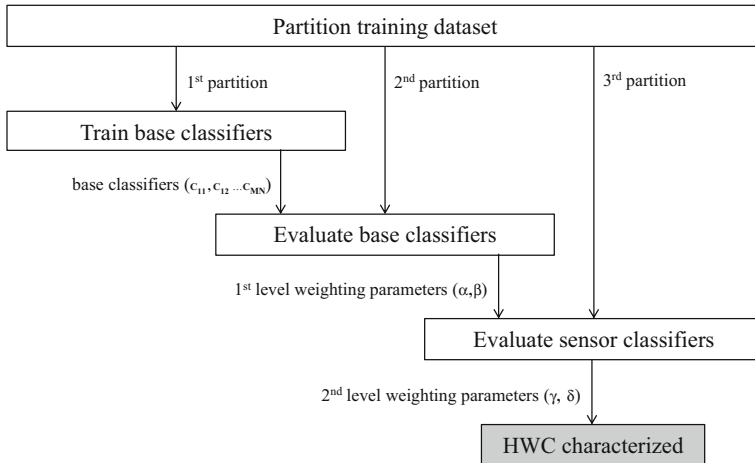 Partition training dataset
1st partition
2nd partition
3rd partition
Train base classifiers
base classifiers (c11, c12 ...cMN)
Evaluate base classifiers
1st level weighting parameters (α,β)
Evaluate sensor classifiers
2nd level weighting parameters (γ, δ)
HWC characterized